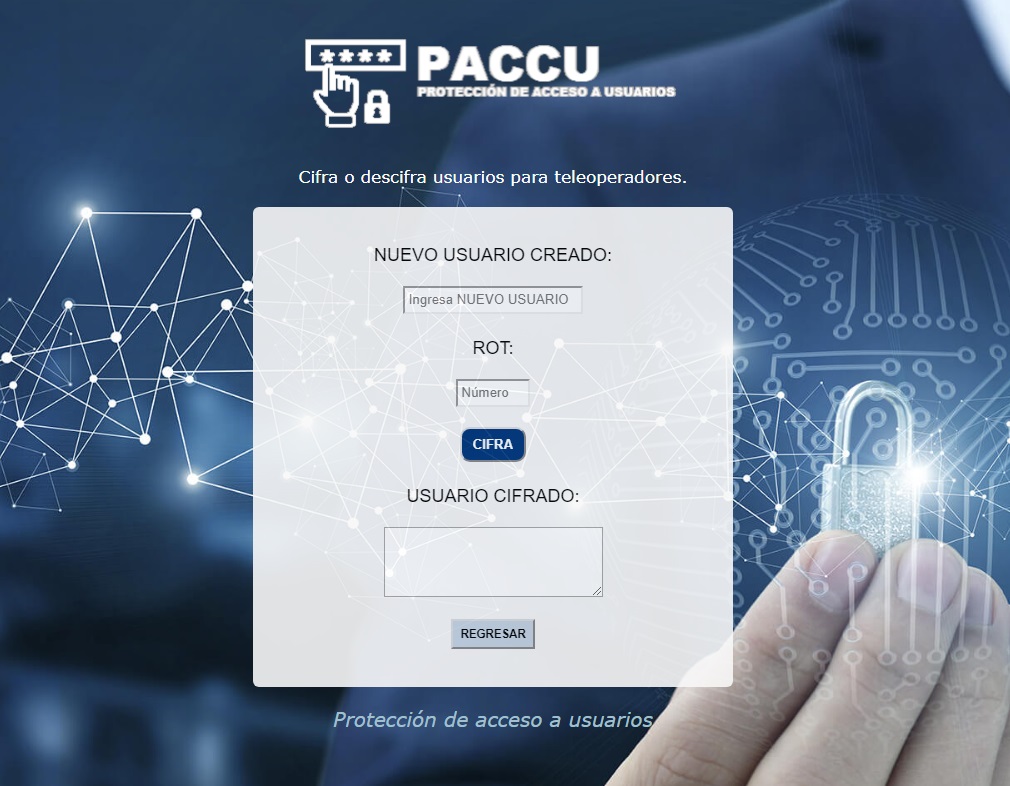 ****
PACCU
PROTECCIÓN DE ACCESO A USUARIOS
Cifra o descifra usuarios para teleoperadores.
NUEVO USUARIO CREADO:
Ingresa NUEVO USUARIO
ROT:
Número
CIFRA
USUARIO CIFRADO:
REGRESAR
Protección de acceso a usuarios